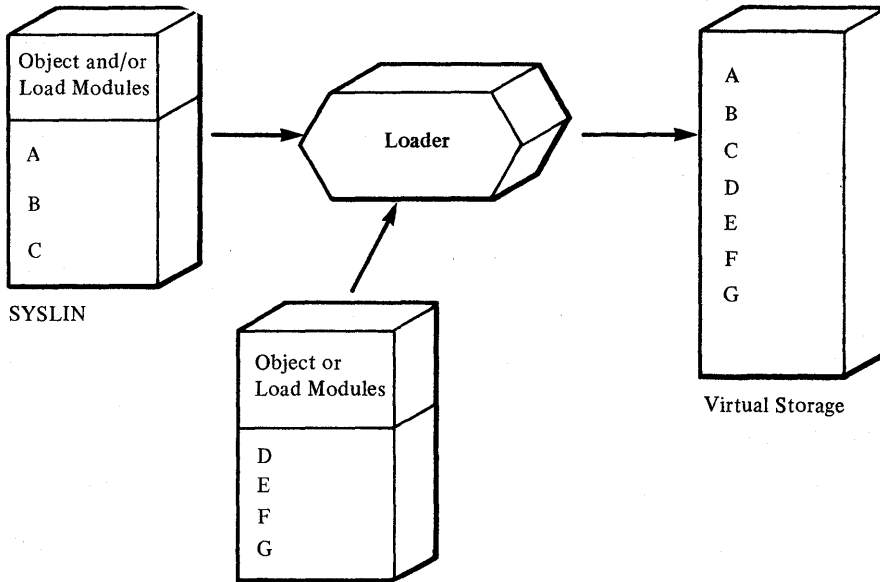 Object and/or
Load Modules
A
B
C
SYSLIN
Loader
Object or
Load Modules
D
E
F
G
A
B
C
D
E
F
G
Virtual Storage